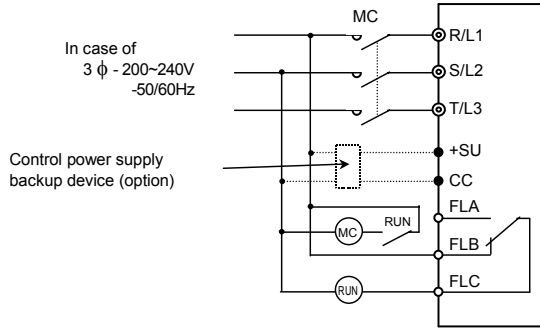 MC
R/L1
In case of
3 ϕ - 200~240V
-50/60Hz
S/L2
T/L3
Control power supply
backup device (option)
+SU
CC
FLA
MC
RUN
FLB
RUN
FLC